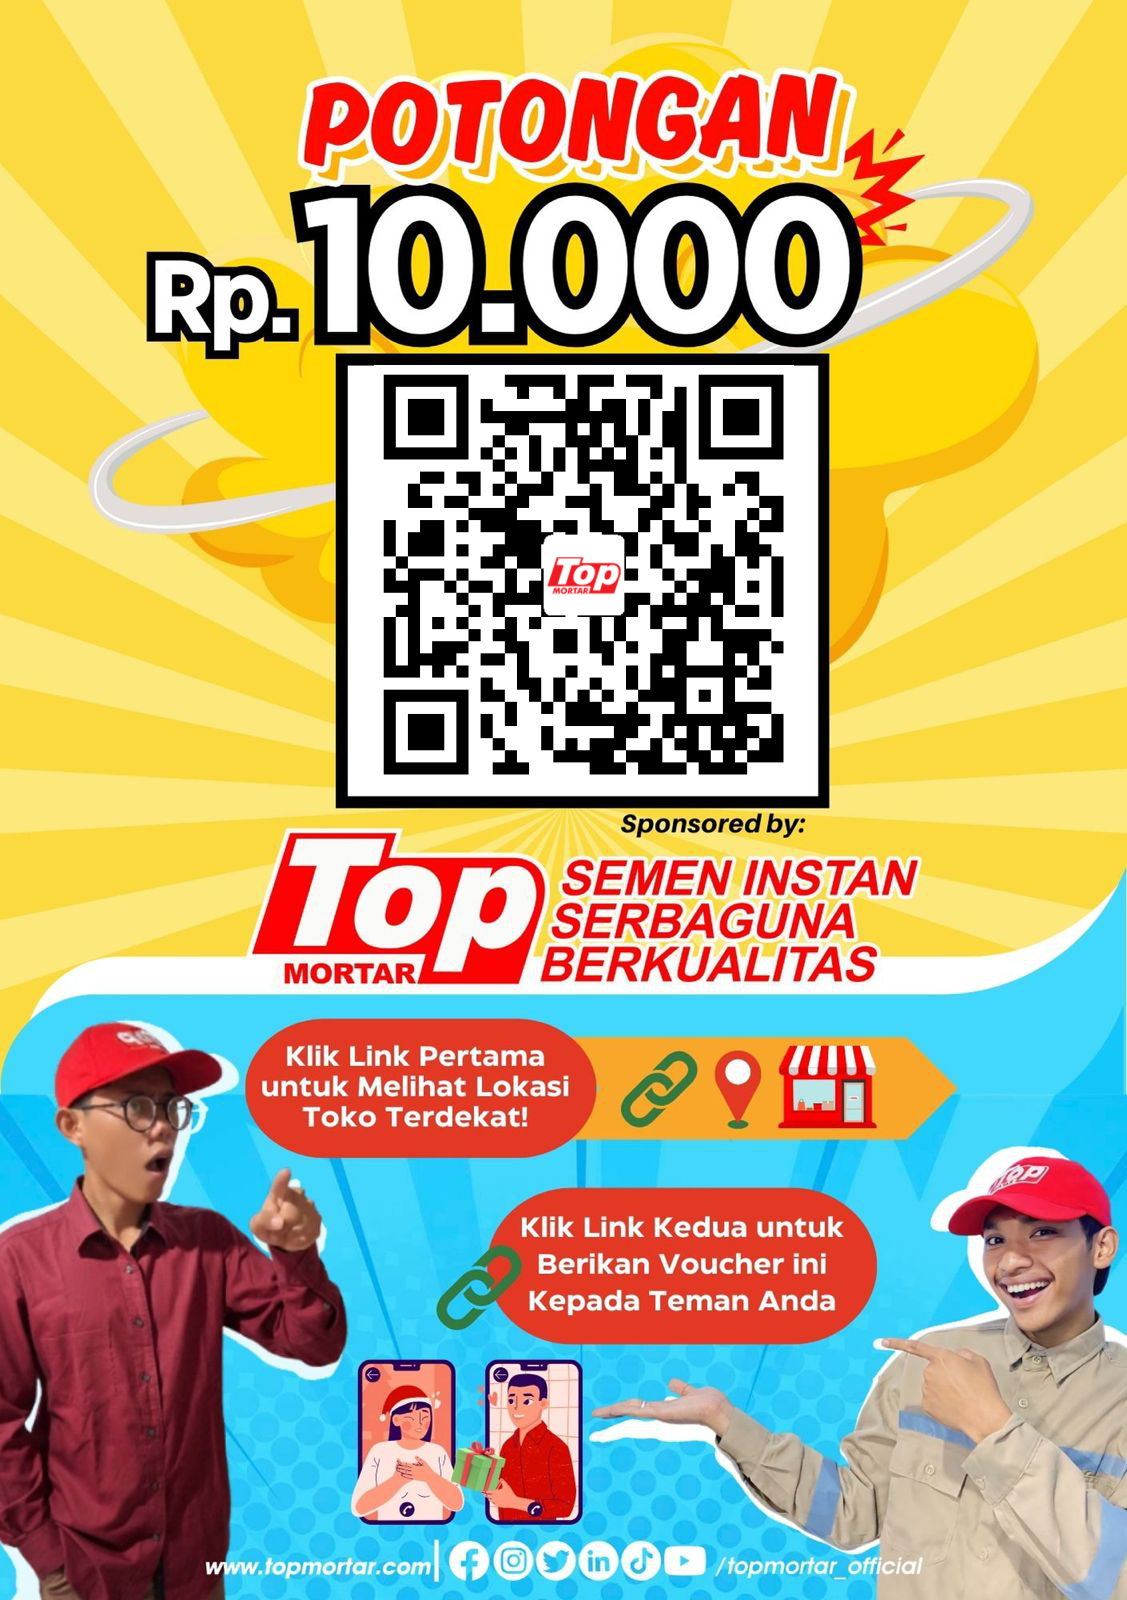 POTONGAN
Rp. 10.000
Top
MORTAR
Sponsored by:
Top
MORTAR
SEMEN INSTAN
SERBAGUNA
BERKUALITAS
Klik Link Pertama
untuk Melihat Lokasi
Toko Terdekat!
Top
Klik Link Kedua untuk
Berikan Voucher ini
Kepada Teman Anda
www.topmortar.com
/topmortar_official